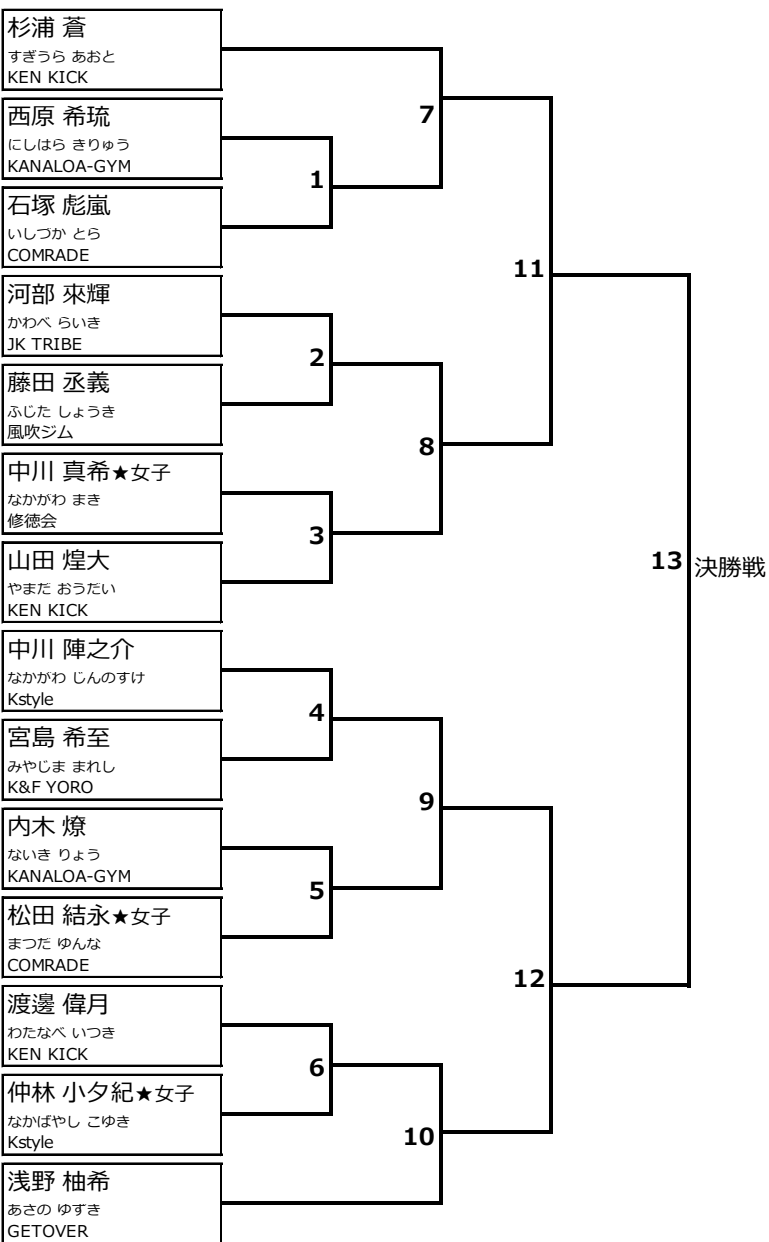 杉浦 蒼
すぎうら あおと
KEN KICK
西原 希琉
にしはら きりゅう
KANALOA-GYM
石塚 彪嵐
いしづか とら
COMRADE
河部 來輝
かわべ らいき
JK TRIBE
藤田 丞義
ふじた しょうき
風吹ジム
中川 真希★女子
なかがわ まき
修徳会
山田 煌大
やまだ おうだい
KEN KICK
中川 陣之介
なかがわ じんのすけ
Kstyle
宮島 希至
みやじま まれし
K&F YORO
内木 燎
ないき りょう
KANALOA-GYM
松田 結永★女子
まつだ ゆんな
COMRADE
渡邊 偉月
わたなべ いつき
KEN KICK
仲林 小夕紀★女子
なかばやし こゆき
Kstyle
浅野 柚希
あさの ゆずき
GETOVER
1
2
3
4
5
6
7
8
9
10
11
12
13 決勝戦